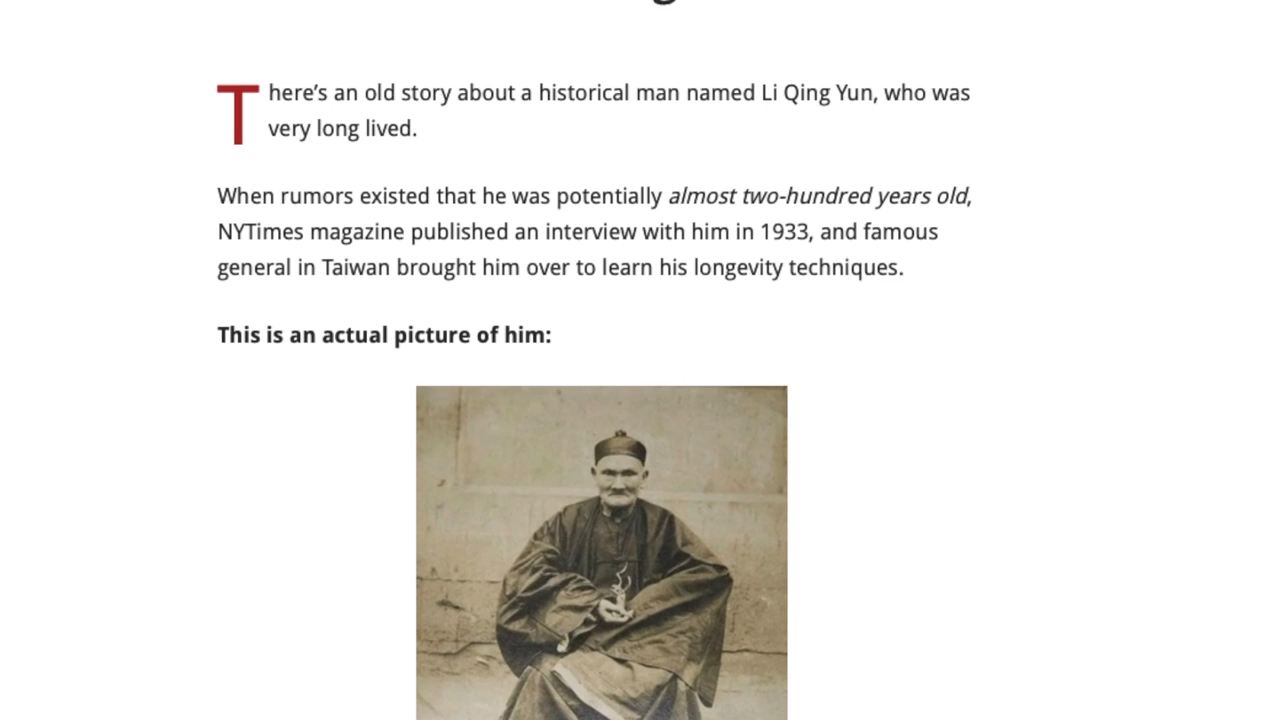 There’s an old story about a historical man named Li Qing Yun, who was
very long lived.
When rumors existed that he was potentially almost two-hundred years old,
NYTimes magazine published an interview with him in 1933, and famous
general in Taiwan brought him over to learn his longevity techniques.
This is an actual picture of him: